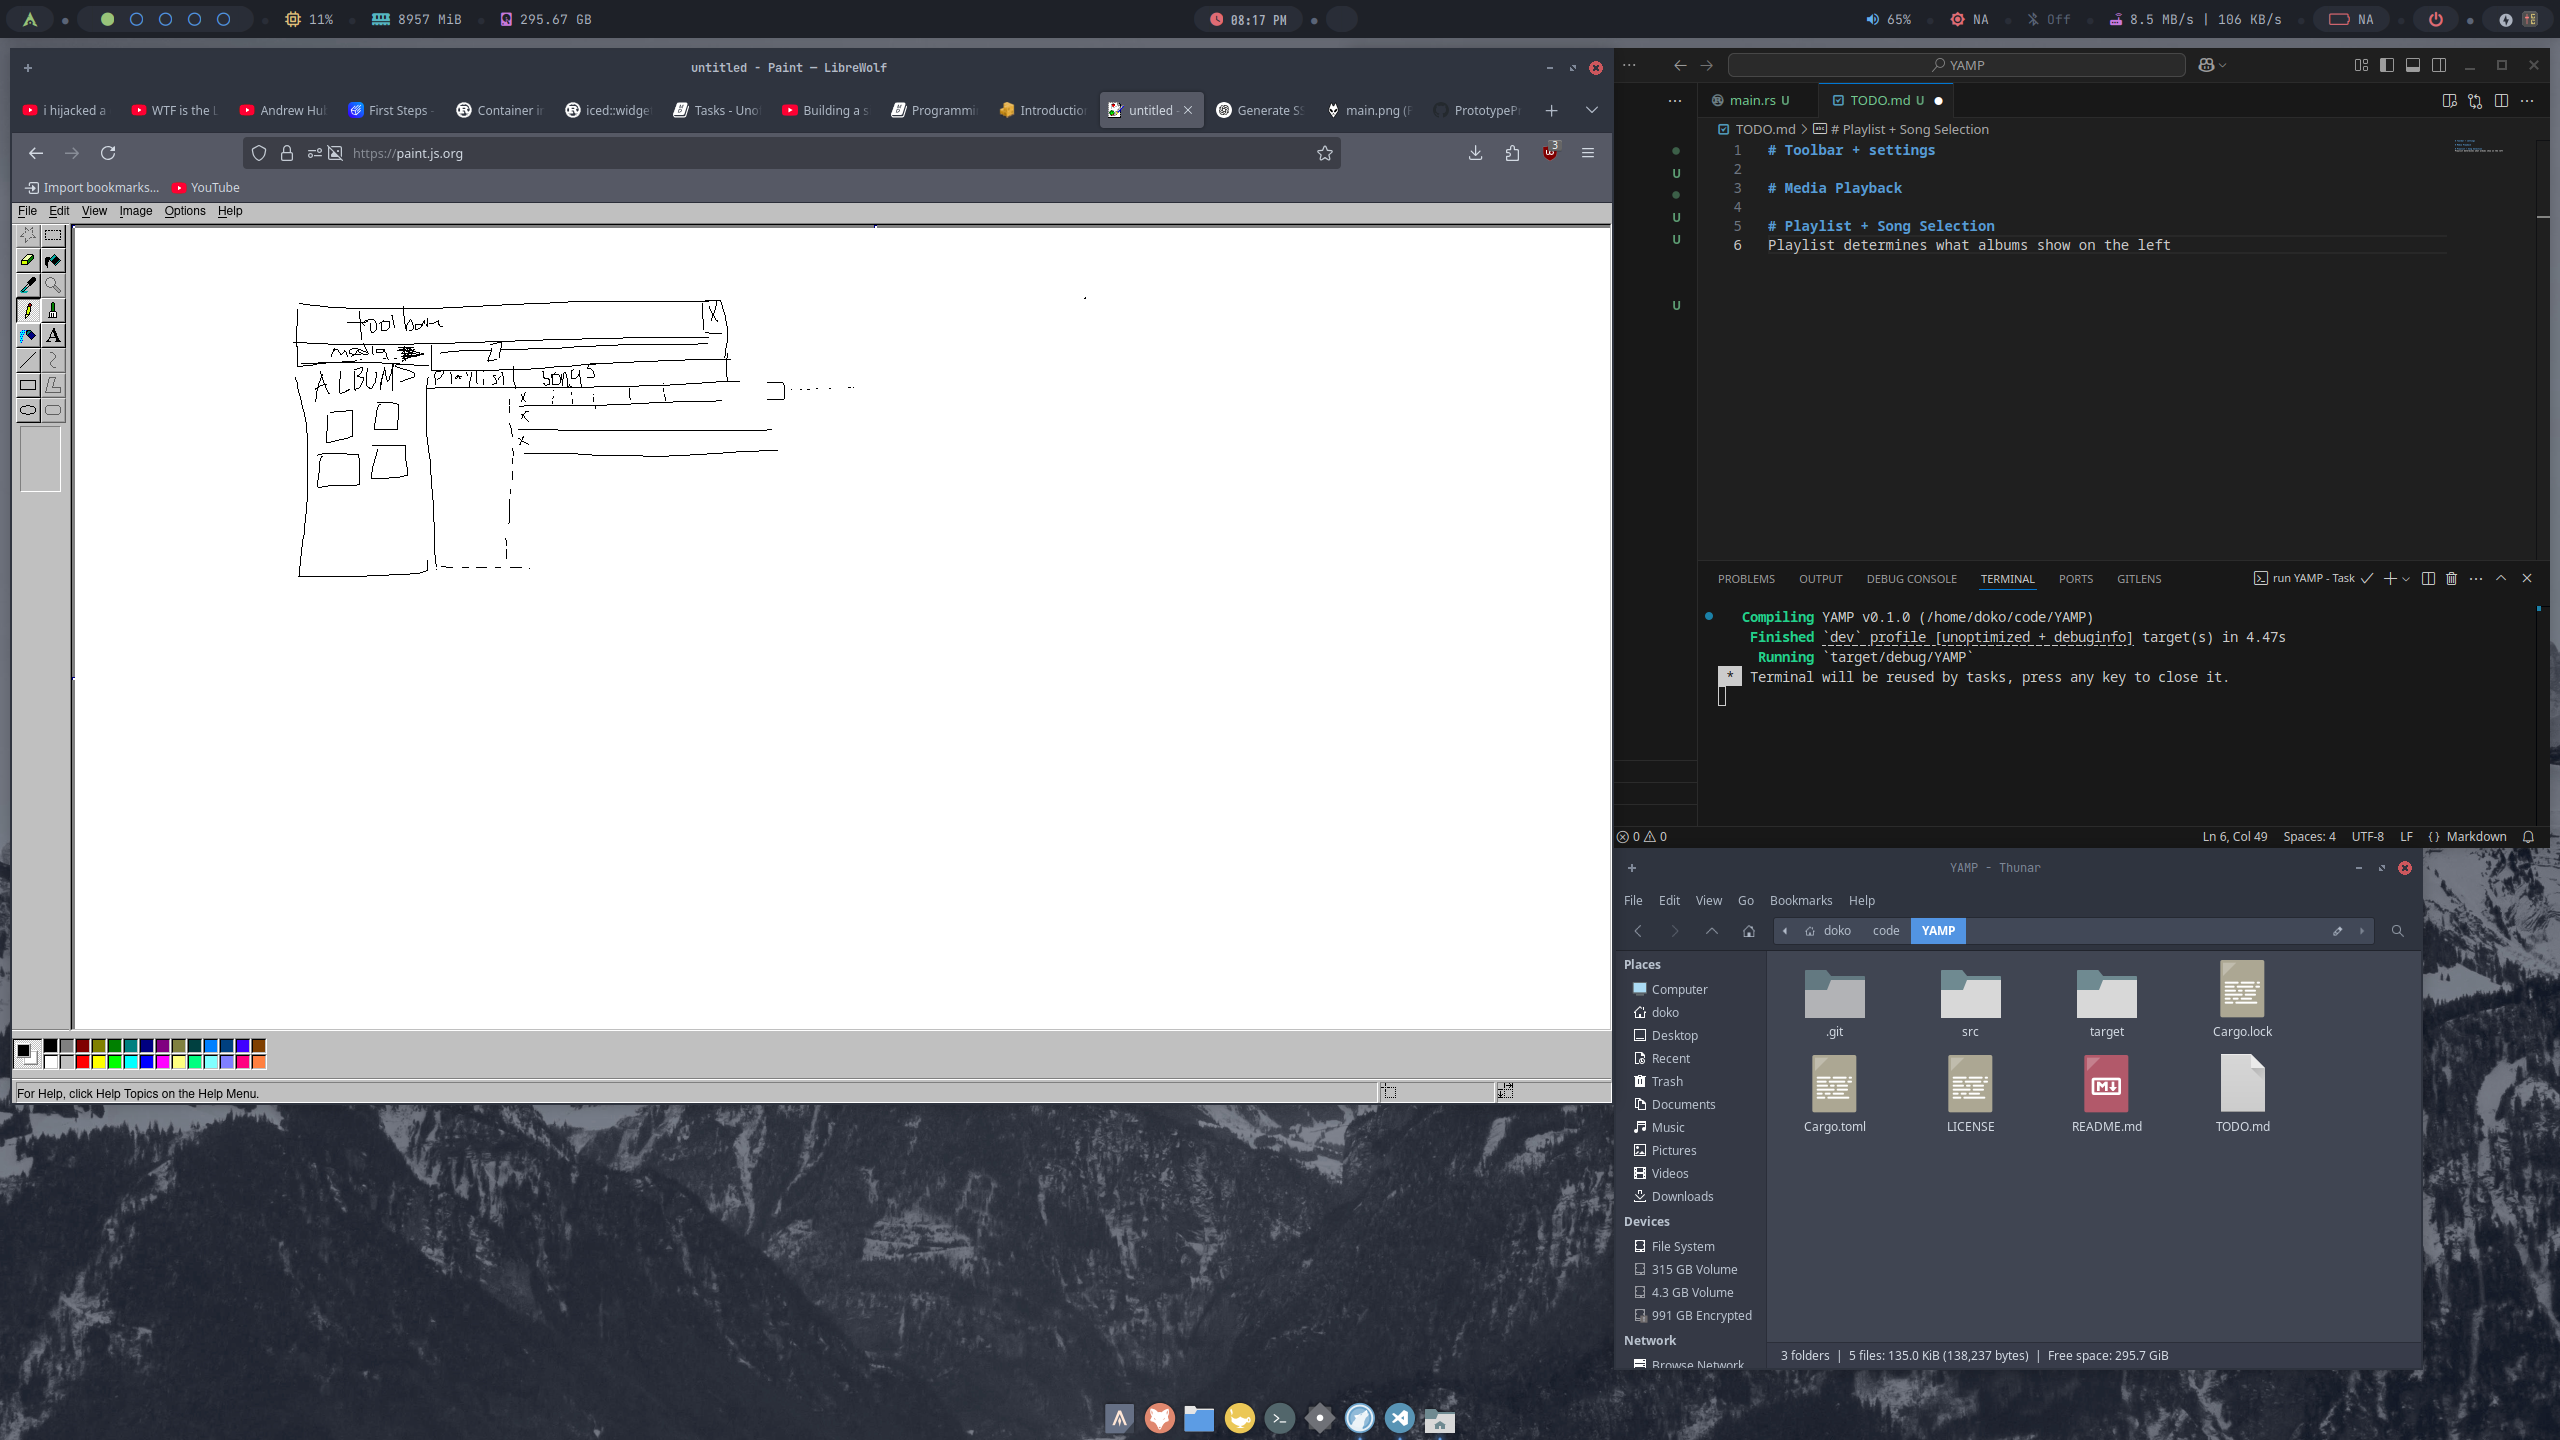 11%
8957 MiB
295.67 GB
08:17 PM
65%
NA
Off
8.5 MB/s | 106 KB/s
NA
untitled - Paint — LibreWolf
i hijacked a
WTF is the L
Andrew Hub
First Steps -
Container i
iced::widge
Tasks - Uno
Building a s
Programmi
Introductio
untitled -
Generate SS
main.png (P
PrototypeP
https://paint.js.org
3
Import bookmarks...
YouTube
File Edit View Image Options Help
toolbar
X
media
ALBUM > Playlist songs
x
x
x
For Help, click Help Topics on the Help Menu.
YAMP
main.rs U
TODO.md U
TODO.md > # Playlist + Song Selection
1 # Toolbar + settings
2
3 # Media Playback
4
5 # Playlist + Song Selection
6 Playlist determines what albums show on the left
U
U
U
U
PROBLEMS OUTPUT DEBUG CONSOLE TERMINAL PORTS GITLENS
run YAMP - Task
Compiling YAMP v0.1.0 (/home/doko/code/YAMP)
Finished `dev` profile [unoptimized + debuginfo] target(s) in 4.47s
Running `target/debug/YAMP`
* Terminal will be reused by tasks, press any key to close it.
0 0
Ln 6, Col 49 Spaces: 4 UTF-8 LF {} Markdown
YAMP - Thunar
File Edit View Go Bookmarks Help
doko code YAMP
Places
Computer
doko
Desktop
Recent
Trash
Documents
Music
Pictures
Videos
Downloads
Devices
File System
315 GB Volume
4.3 GB Volume
991 GB Encrypted
Network
Browse Network
.git
src
target
Cargo.lock
Cargo.toml
LICENSE
README.md
TODO.md
3 folders | 5 files: 135.0 KiB (138,237 bytes) | Free space: 295.7 GiB